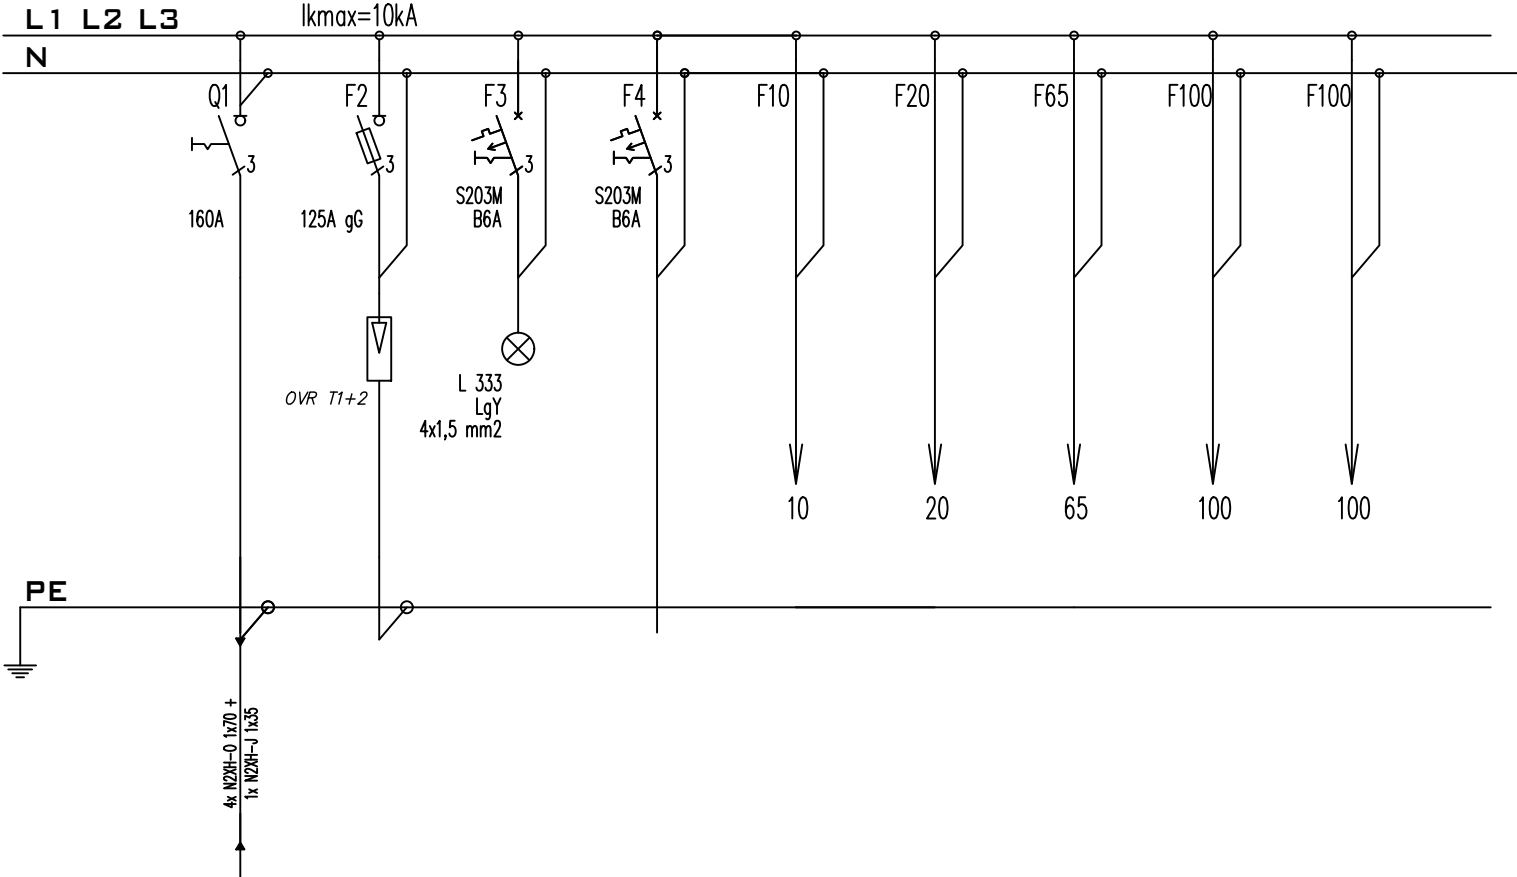 L1 L2 L3
Ikmax=10kA
N
Q1
F2
F3
F4
F10
F20
F65
F100
F100
3
3
3
3
160A
125A gG
S203M
B6A
S203M
B6A
OVR T1+2
L 333
LgY
4x1,5 mm2
10
20
65
100
100
PE
4x N2XH-O 1x70 +
1x N2XH-J 1x35